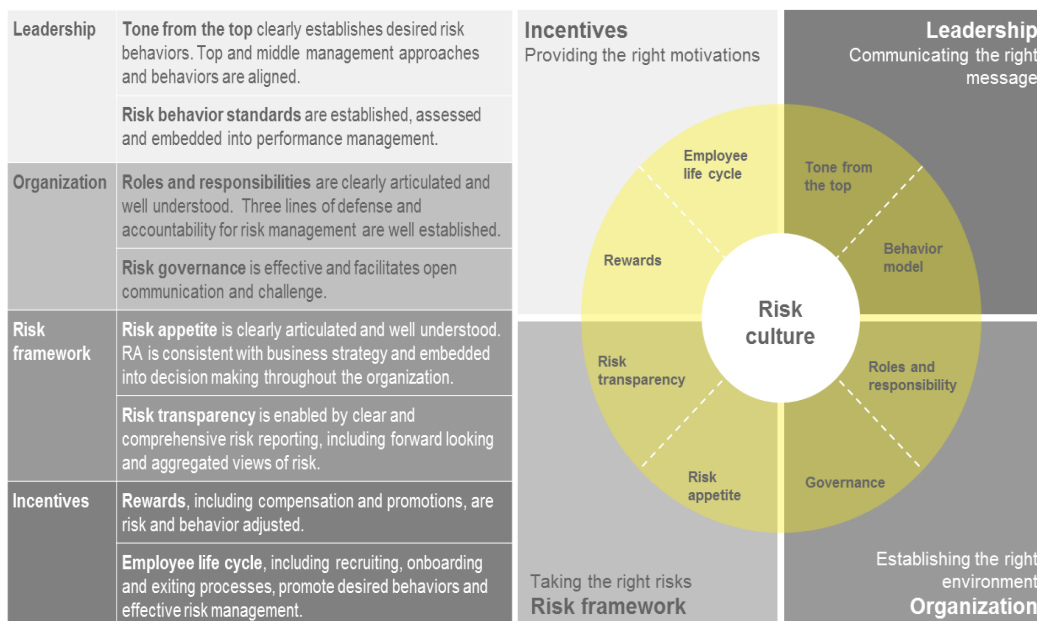 Leadership
Tone from the top clearly establishes desired risk
behaviors. Top and middle management approaches
and behaviors are aligned.
Risk behavior standards are established, assessed
and embedded into performance management.
Organization
Roles and responsibilities are clearly articulated and
well understood.  Three lines of defense and
accountability for risk management are well established.
Risk governance is effective and facilitates open
communication and challenge.
Risk
framework
Risk appetite is clearly articulated and well understood.
RA is consistent with business strategy and embedded
into decision making throughout the organization.
Risk transparency is enabled by clear and
comprehensive risk reporting, including forward looking
and aggregated views of risk.
Incentives
Rewards, including compensation and promotions, are
risk and behavior adjusted.
Employee life cycle, including recruiting, onboarding
and exiting processes, promote desired behaviors and
effective risk management.
Incentives
Providing the right motivations
Leadership
Communicating the right
message
Employee
life cycle
Tone from
the top
Rewards
Behavior
model
Risk
culture
Risk
transparency
Roles and
responsibility
Risk
appetite
Governance
Taking the right risks
Risk framework
Establishing the right
environment
Organization